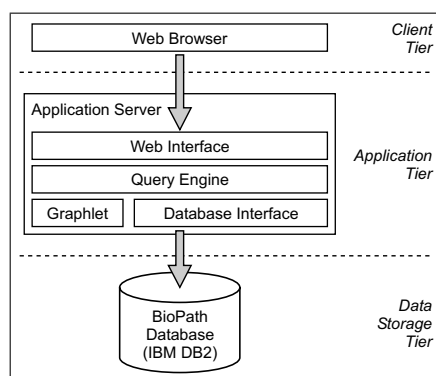 Web Browser
Client
Tier
Application Server
Web Interface
Query Engine
Graphlet
Database Interface
Application
Tier
BioPath
Database
(IBM DB2)
Data
Storage
Tier